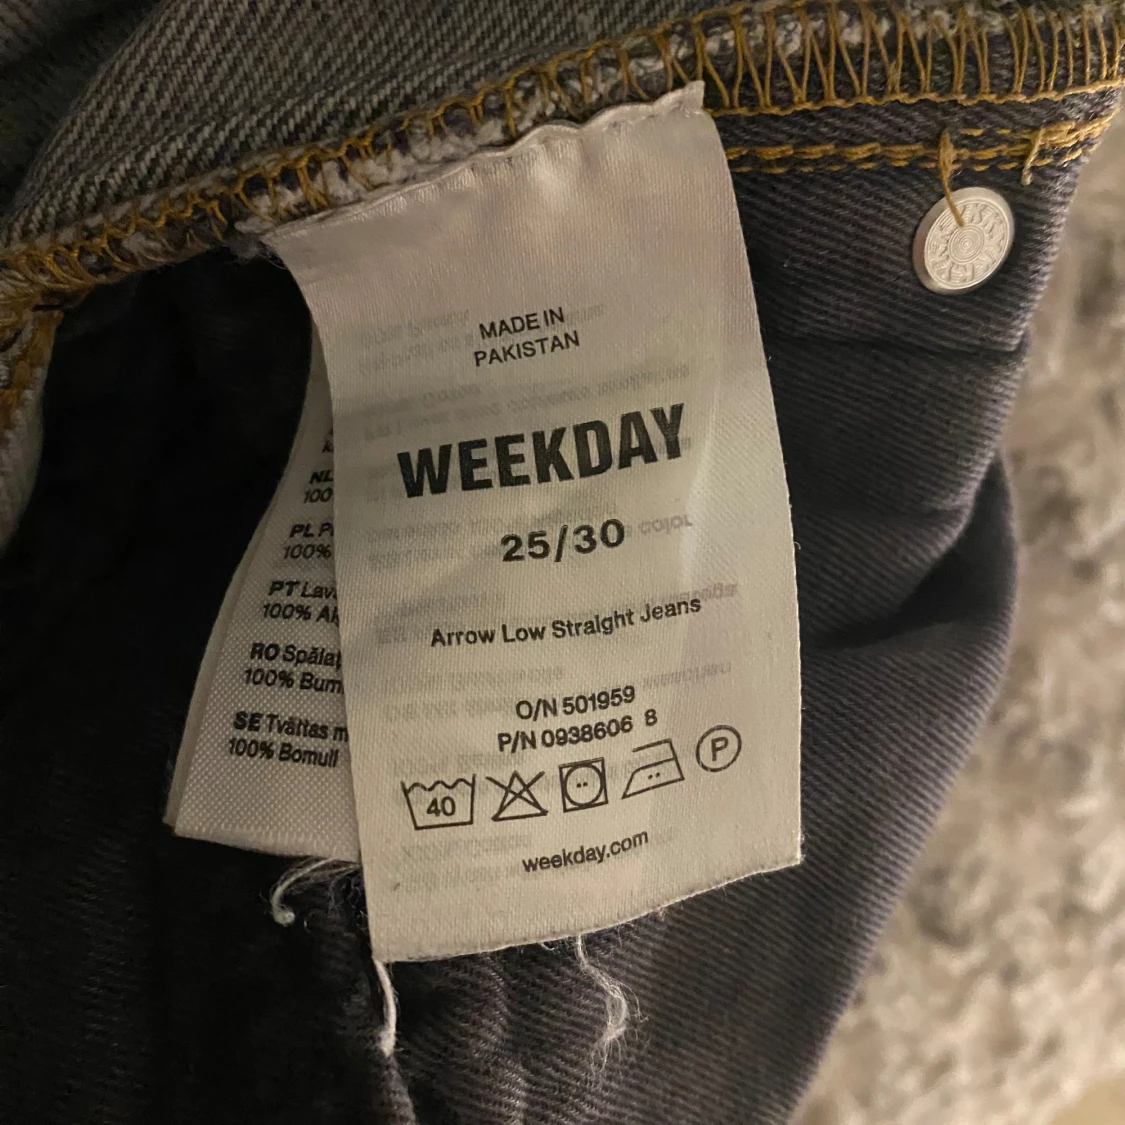 MADE IN
PAKISTAN
WEEKDAY
25/30
Arrow Low Straight Jeans
O/N 501959
P/N 0938606 8
40
P
weekday.com
NL
100
PL
100%
PT
100%
RO
100%
SE Tvättas
100% Bomull